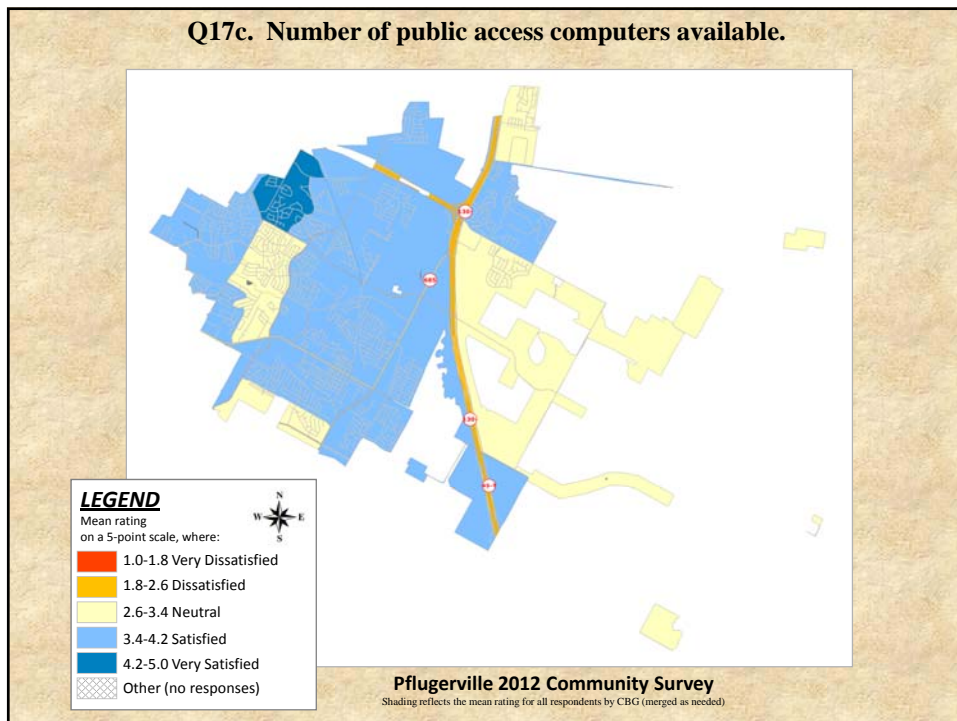 Q17c.  Number of public access computers available.
130
685
LEGEND
N
W E
S
Mean rating
on a 5-point scale, where:
1.0-1.8 Very Dissatisfied
1.8-2.6 Dissatisfied
2.6-3.4 Neutral
3.4-4.2 Satisfied
4.2-5.0 Very Satisfied
Other (no responses)
Pflugerville 2012 Community Survey
Shading reflects the mean rating for all respondents by CBG (merged as needed)